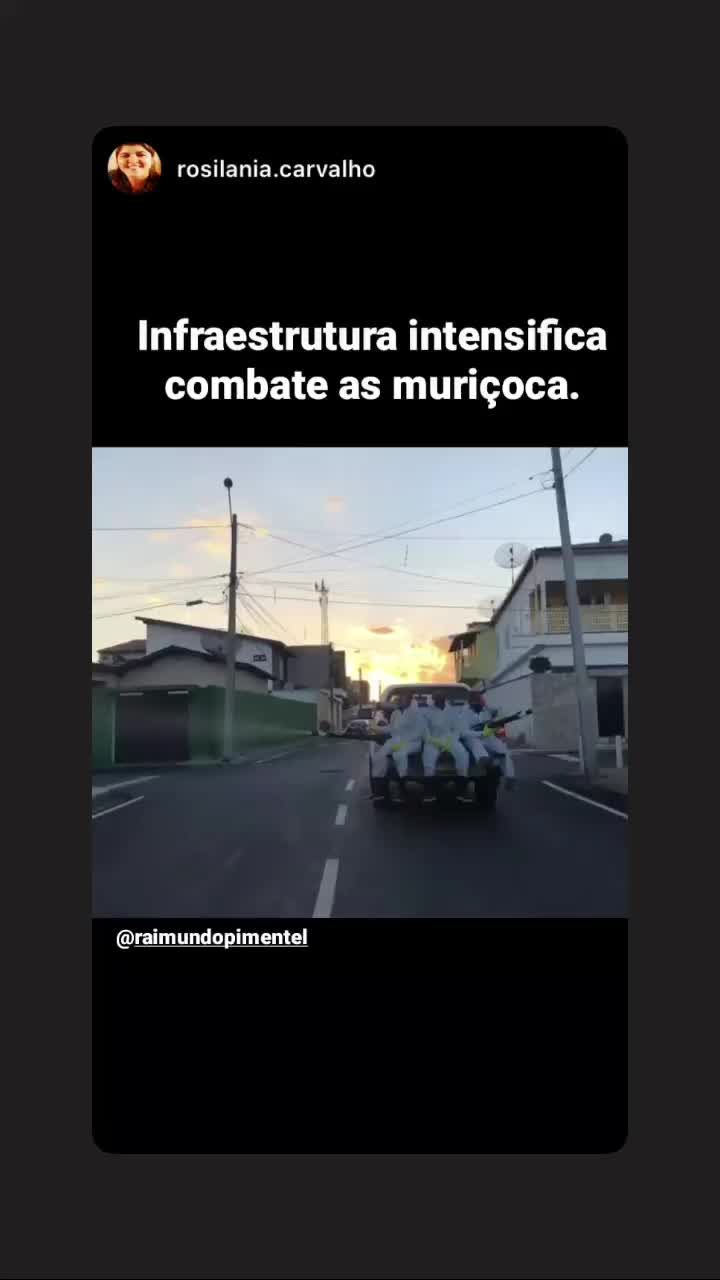 rosilania.carvalho
Infraestrutura intensifica
combate as muriçoca.
@raimundopimentel